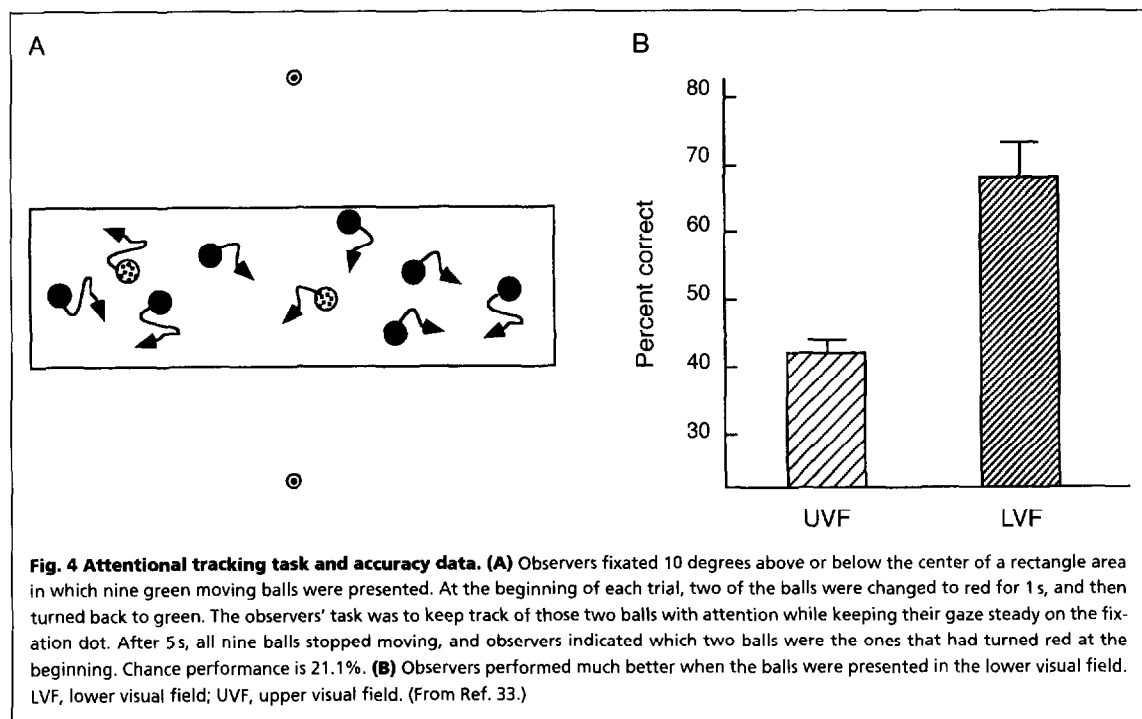 A
B
80
70
60
50
40
30
Percent correct
UVF
LVF
Fig. 4 Attentional tracking task and accuracy data. (A) Observers fixated 10 degrees above or below the center of a rectangle area
in which nine green moving balls were presented. At the beginning of each trial, two of the balls were changed to red for 1 s, and then
turned back to green. The observers' task was to keep track of those two balls with attention while keeping their gaze steady on the fix-
ation dot. After 5 s, all nine balls stopped moving, and observers indicated which two balls were the ones that had turned red at the
beginning. Chance performance is 21.1%. (B) Observers performed much better when the balls were presented in the lower visual field.
LVF, lower visual field; UVF, upper visual field. (From Ref. 33.)